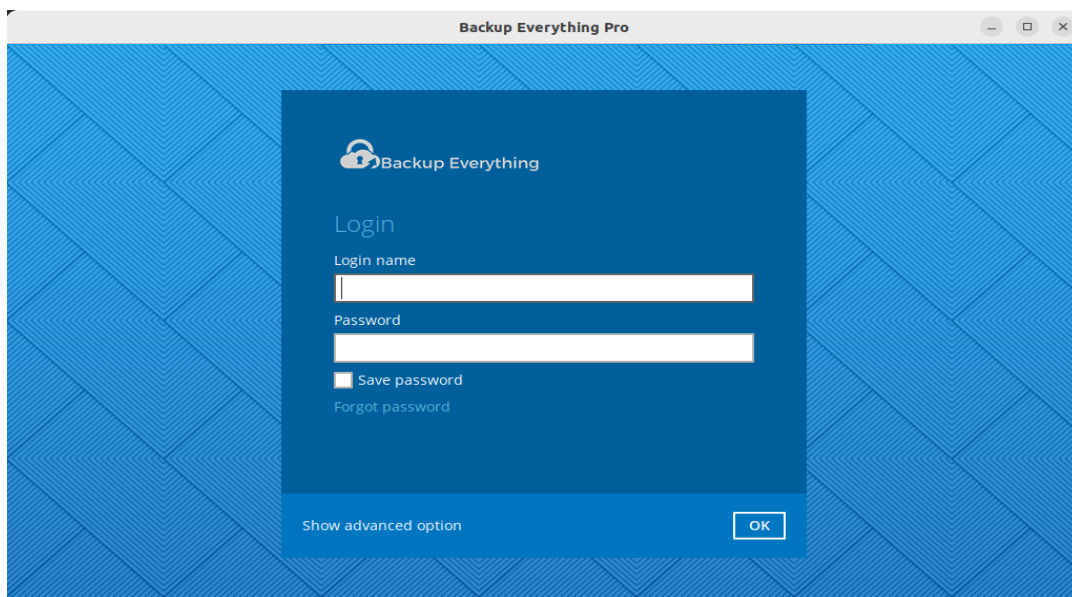 Backup Everything Pro
Backup Everything
Login
Login name
Password
Save password
Forgot password
Show advanced option
OK